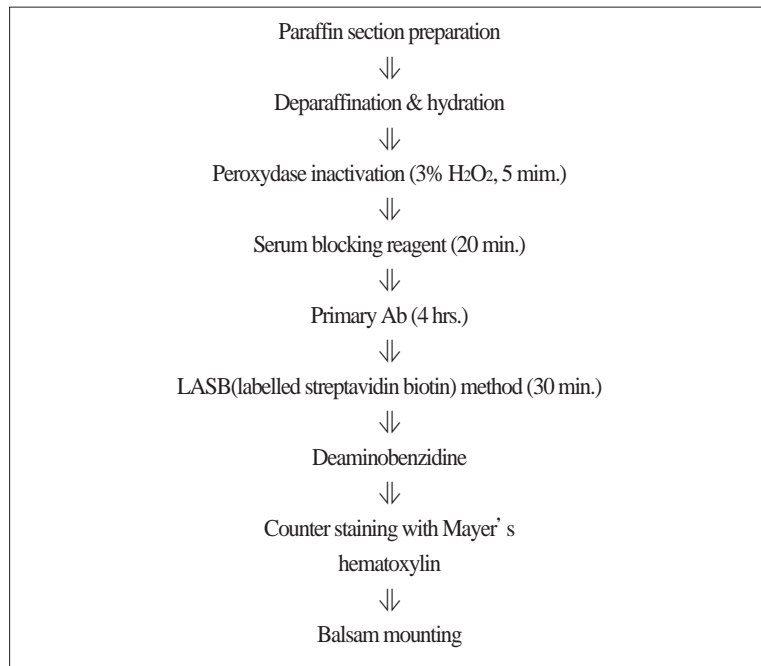 Paraffin section preparation
⇓
Deparaffination & hydration
⇓
Peroxydase inactivation (3% H2O2, 5 mim.)
⇓
Serum blocking reagent (20 min.)
⇓
Primary Ab (4 hrs.)
⇓
LASB(labelled streptavidin biotin) method (30 min.)
⇓
Deaminobenzidine
⇓
Counter staining with Mayer’ s
hematoxylin
⇓
Balsam mounting